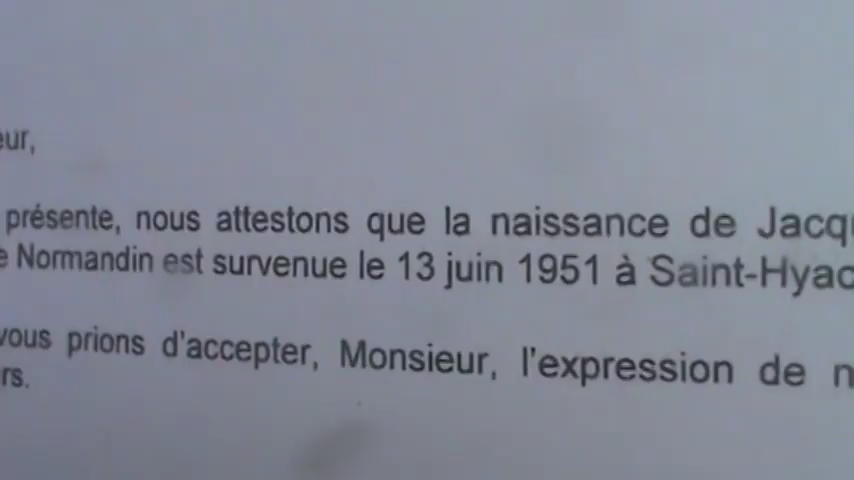 eur,
présente, nous attestons que la naissance de Jacqu
e Normandin est survenue le 13 juin 1951 à Saint-Hyac
vous prions d'accepter, Monsieur, l'expression de n
rs.